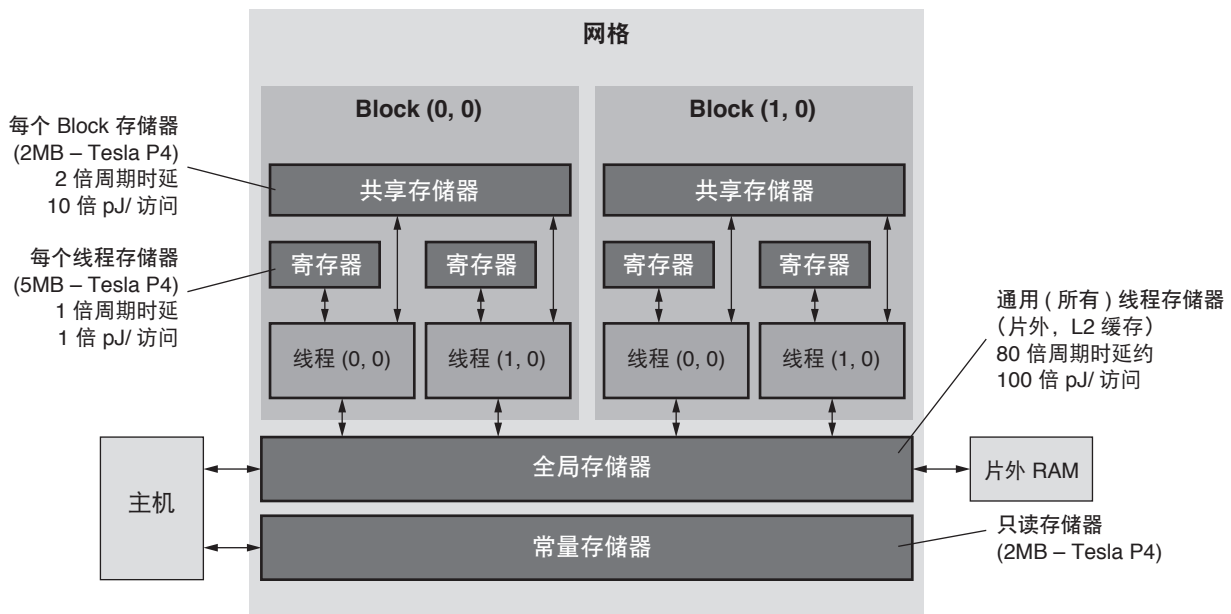 网格
Block (0, 0)
Block (1, 0)
每个 Block 存储器
(2MB – Tesla P4)
2 倍周期时延
10 倍 pJ/ 访问
共享存储器
共享存储器
每个线程存储器
(5MB – Tesla P4)
1 倍周期时延
1 倍 pJ/ 访问
寄存器
寄存器
寄存器
寄存器
线程 (0, 0)
线程 (1, 0)
线程 (0, 0)
线程 (1, 0)
通用 ( 所有 ) 线程存储器
（片外，L2 缓存）
80 倍周期时延约
100 倍 pJ/ 访问
主机
全局存储器
片外 RAM
常量存储器
只读存储器
(2MB – Tesla P4)